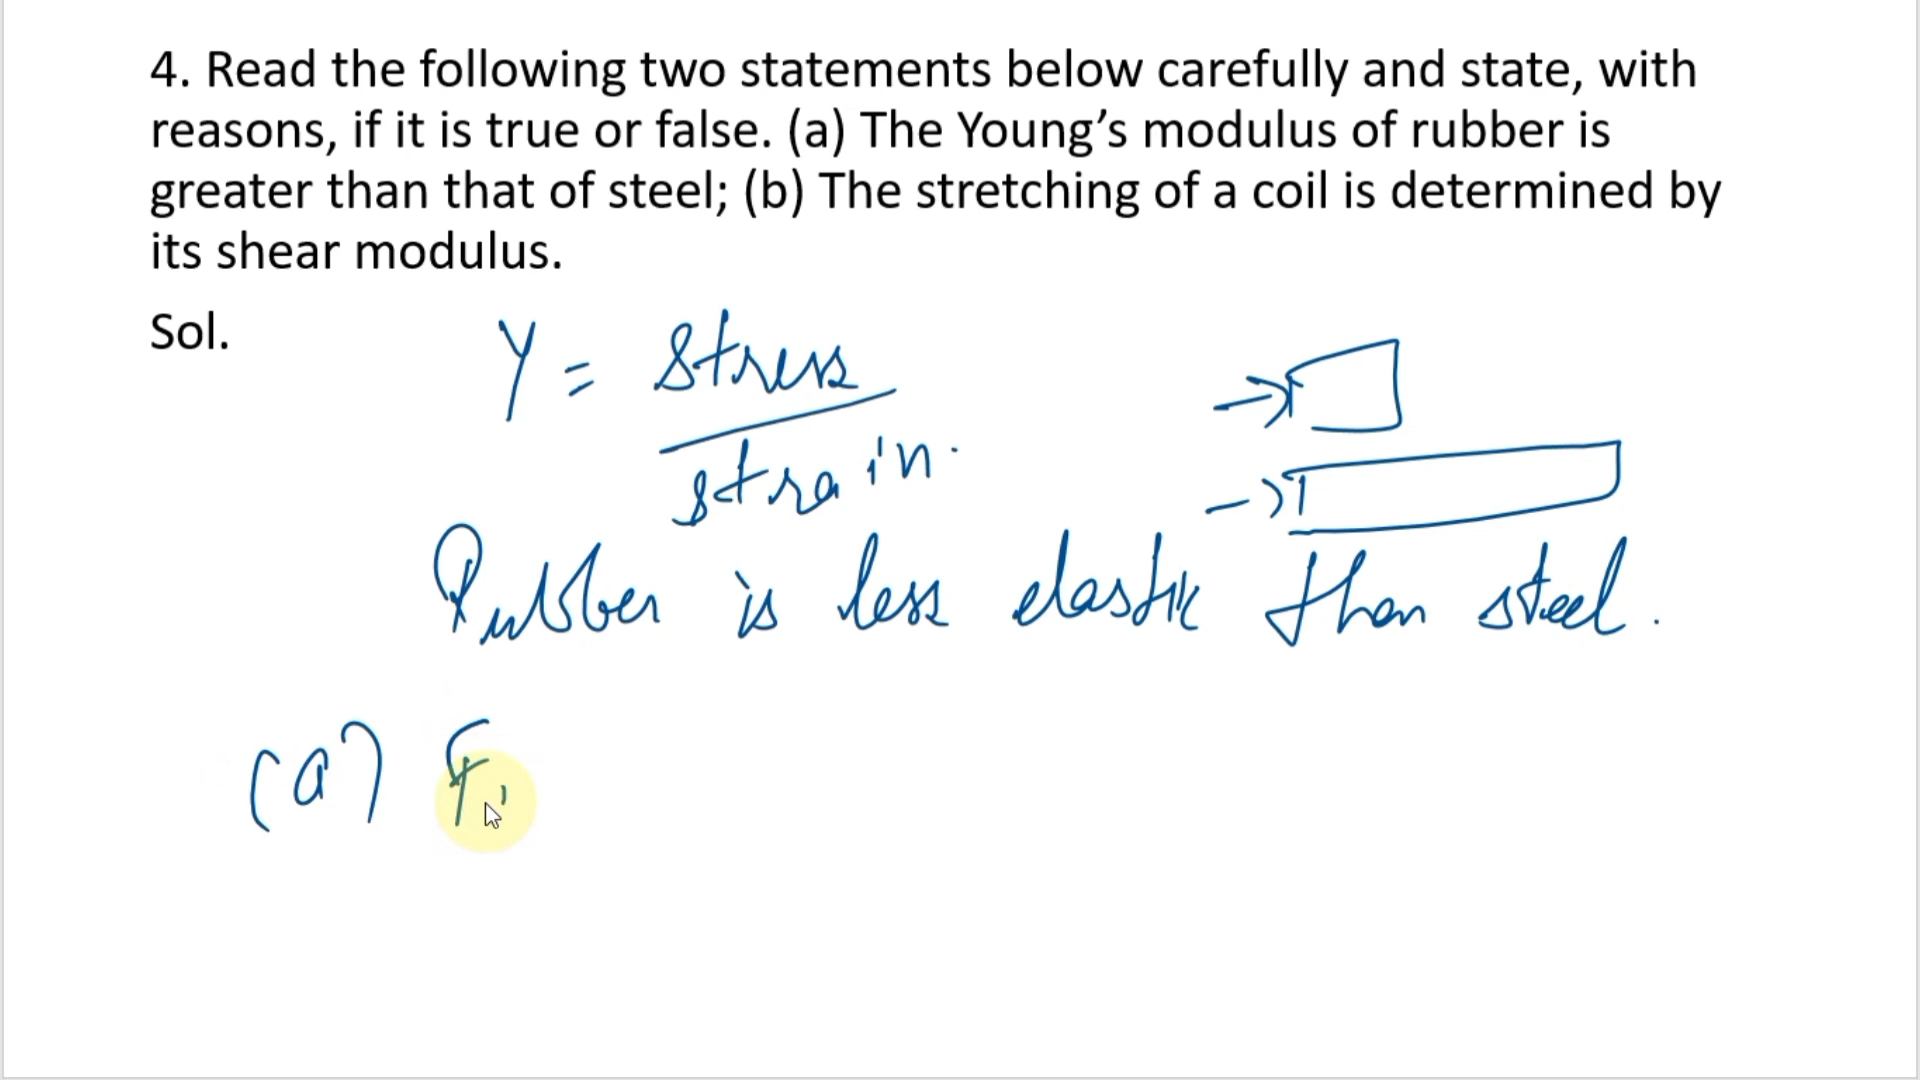 4. Read the following two statements below carefully and state, with
reasons, if it is true or false. (a) The Young’s modulus of rubber is
greater than that of steel; (b) The stretching of a coil is determined by
its shear modulus.
Sol.
Y = stress
strain.
Rubber is less elastic than steel.
(a)